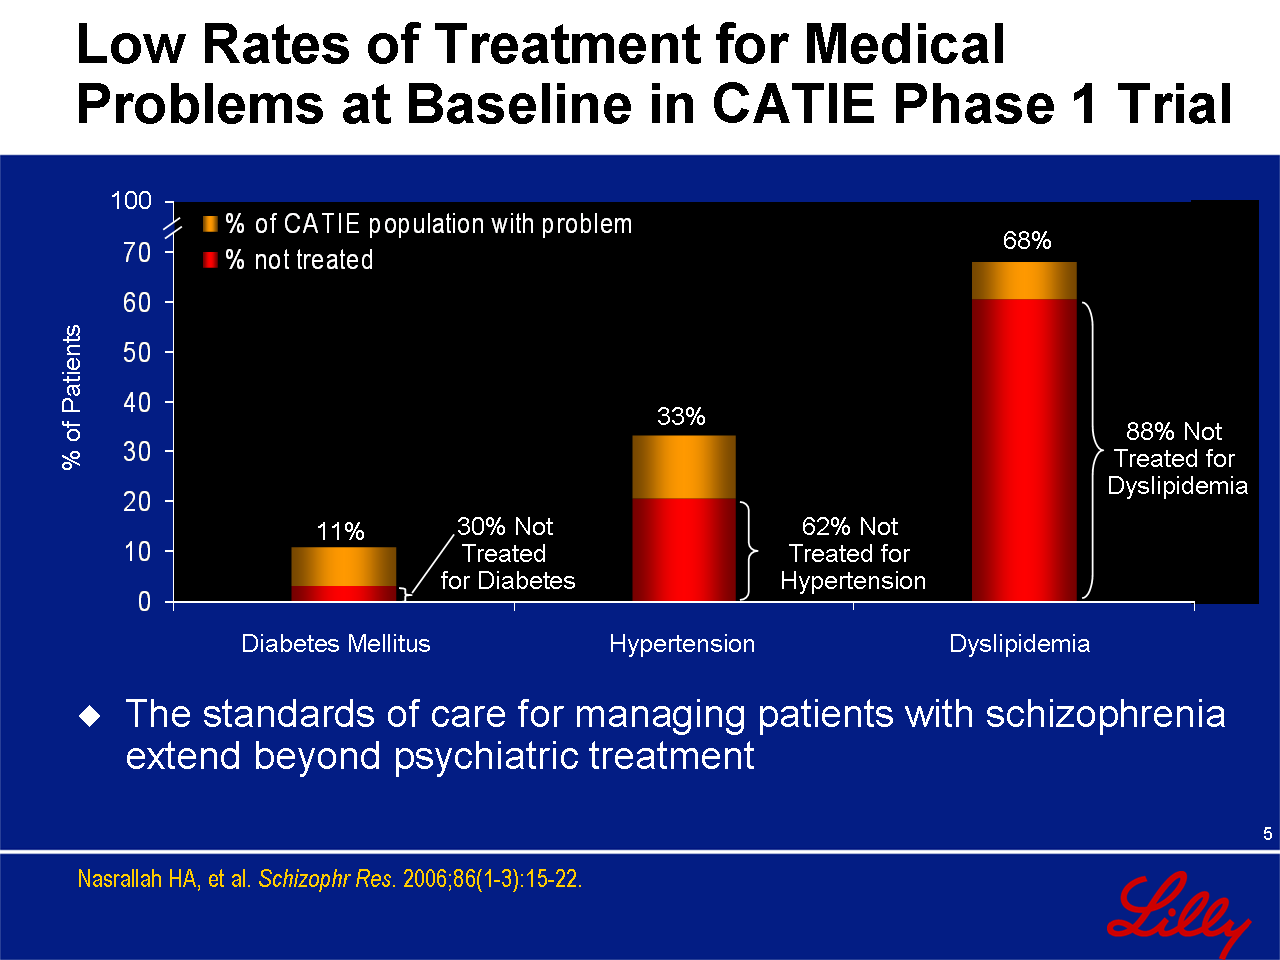 Low Rates of Treatment for Medical
Problems at Baseline in CATIE Phase 1 Trial
100
70
60
50
40
30
20
10
0
% of Patients
% of CATIE population with problem
% not treated
11%
30% Not
Treated
for Diabetes
33%
62% Not
Treated for
Hypertension
68%
88% Not
Treated for
Dyslipidemia
Diabetes Mellitus
Hypertension
Dyslipidemia
◆ The standards of care for managing patients with schizophrenia
extend beyond psychiatric treatment
5
Nasrallah HA, et al. Schizophr Res. 2006;86(1-3):15-22.
Lilly